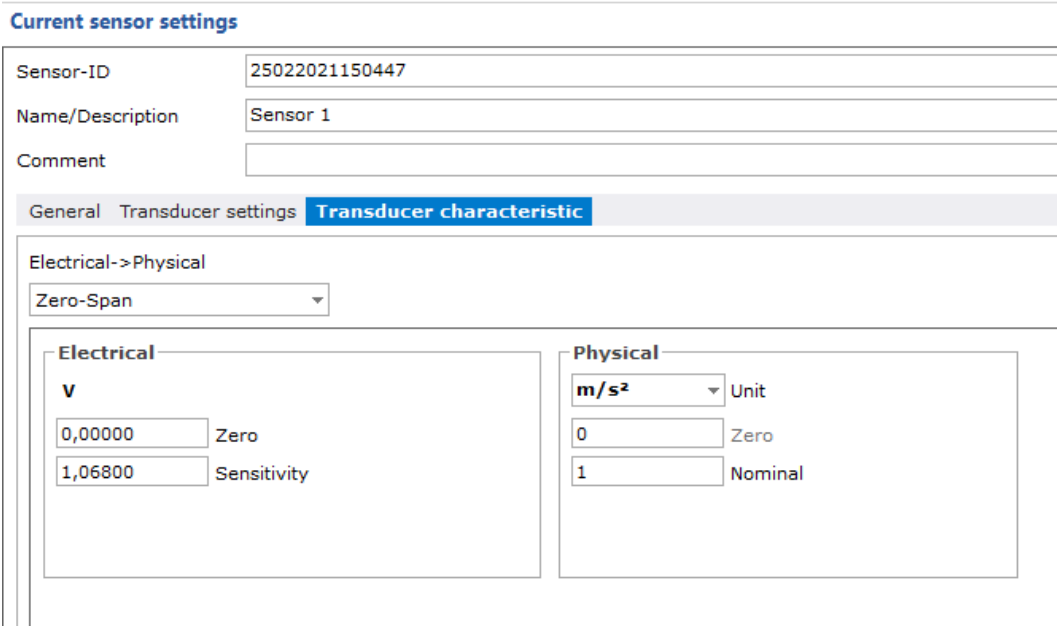 Current sensor settings
Sensor-ID 25022021150447
Name/Description Sensor 1
Comment
General Transducer settings Transducer characteristic
Electrical->Physical
Zero-Span
Electrical Physical
V m/s² Unit
0,00000 Zero 0 Zero
1,06800 Sensitivity 1 Nominal